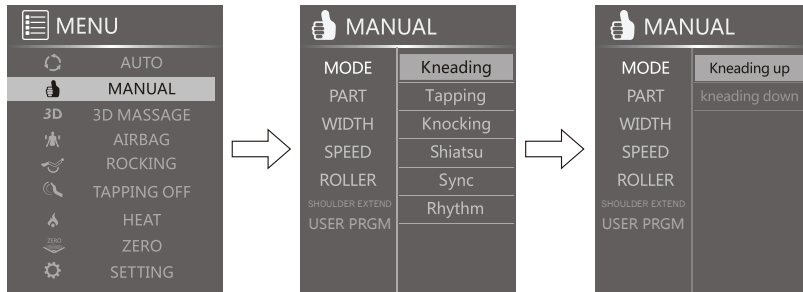 MENU
AUTO
MANUAL
3D 3D MASSAGE
AIRBAG
ROCKING
TAPPING OFF
HEAT
ZERO ZERO
SETTING
MANUAL
MODE Kneading
PART Tapping
WIDTH Knocking
SPEED Shiatsu
ROLLER Sync
SHOULDER EXTEND Rhythm
USER PRGM
MANUAL
MODE Kneading up
PART kneading down
WIDTH
SPEED
ROLLER
SHOULDER EXTEND
USER PRGM